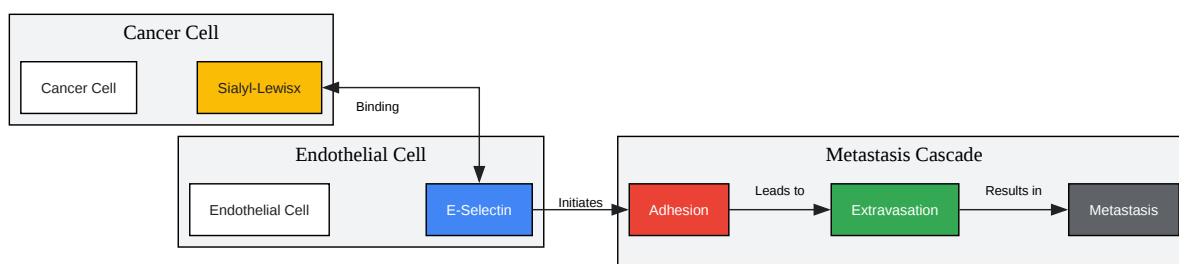 Cancer Cell
Cancer Cell
Sialyl-Lewisx
Binding
Endothelial Cell
Endothelial Cell
E-Selectin
Initiates
Metastasis Cascade
Adhesion
Leads to
Extravasation
Results in
Metastasis